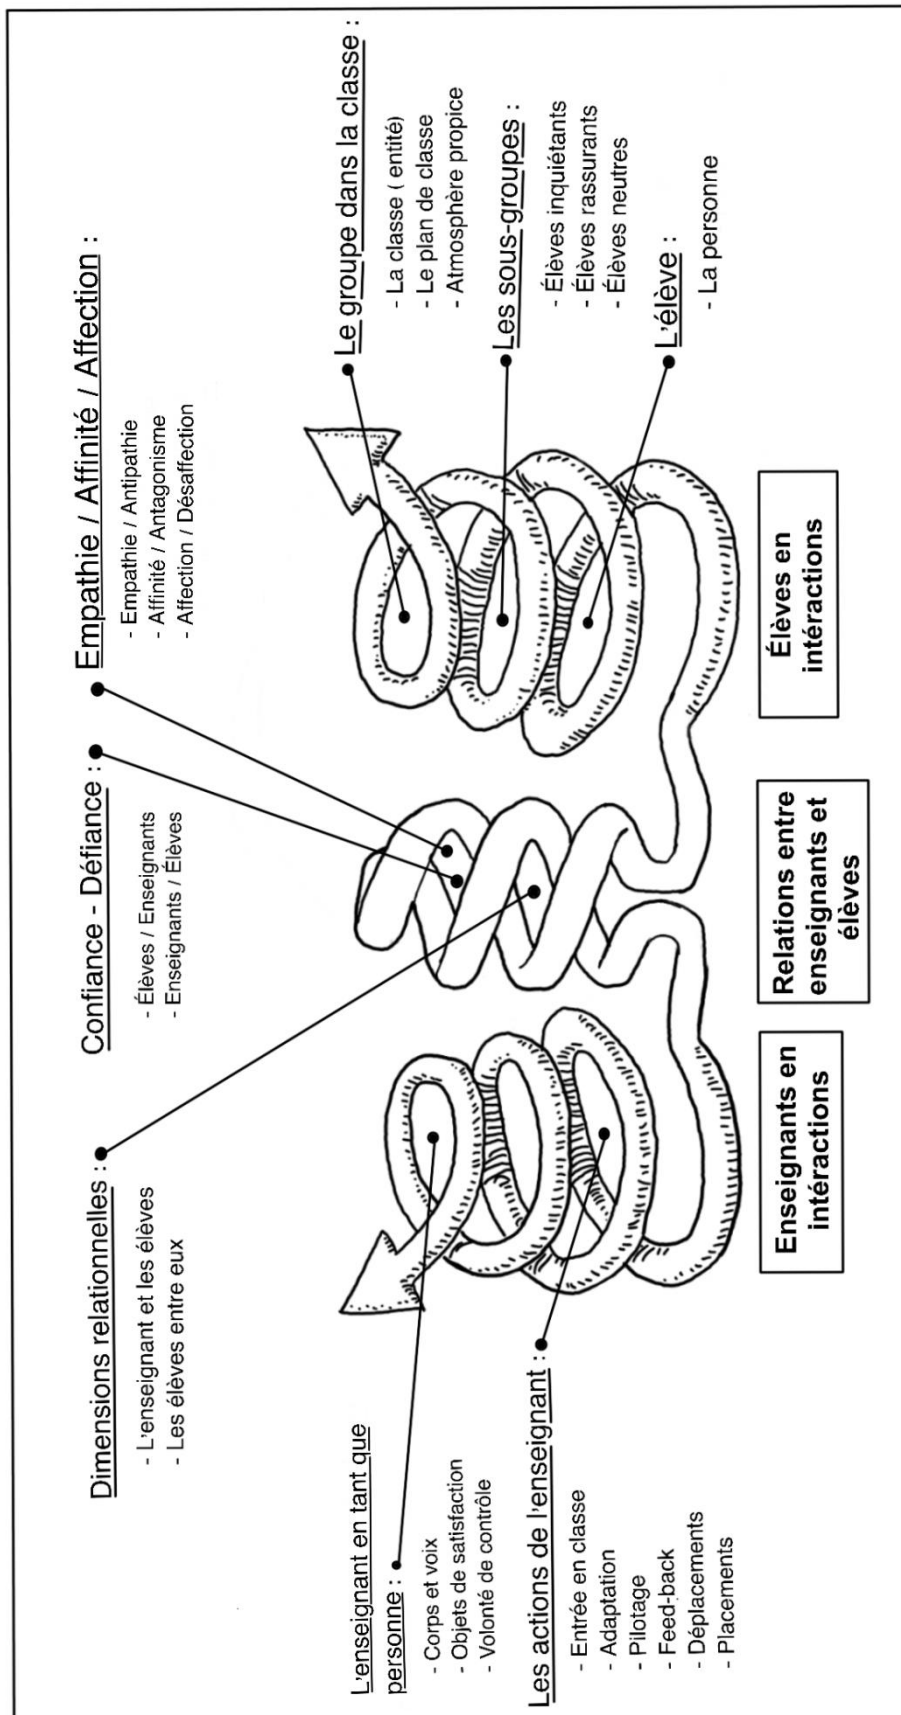 Dimensions relationnelles :
- L'enseignant et les élèves
- Les élèves entre eux
Confiance - Défiance :
- Élèves / Enseignants
- Enseignants / Élèves
Empathie / Affinité / Affection :
- Empathie / Antipathie
- Affinité / Antagonisme
- Affection / Désaffection
L'enseignant en tant que
personne :
- Corps et voix
- Objets de satisfaction
- Volonté de contrôle
Les actions de l'enseignant :
- Entrée en classe
- Adaptation
- Pilotage
- Feed-back
- Déplacements
- Placements
Le groupe dans la classe :
- La classe ( entité)
- Le plan de classe
- Atmosphère propice
Les sous-groupes :
- Élèves inquiétants
- Élèves rassurants
- Élèves neutres
L'élève :
- La personne
Enseignants en
intéractions
Relations entre
enseignants et
élèves
Élèves en
intéractions